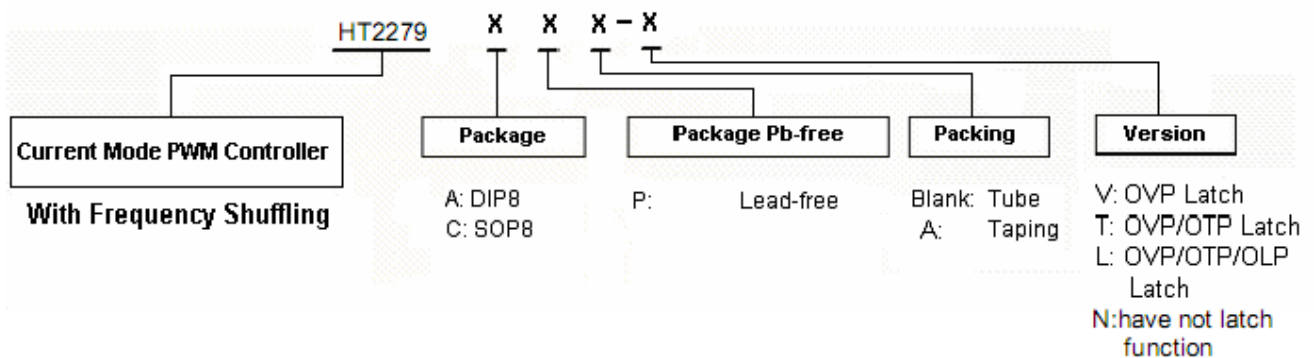 HT2279 X X X - X
Current Mode PWM Controller
With Frequency Shuffling
Package
A: DIP8
C: SOP8
Package Pb-free
P: Lead-free
Packing
Blank: Tube
A: Taping
Version
V: OVP Latch
T: OVP/OTP Latch
L: OVP/OTP/OLP
Latch
N:have not latch
function